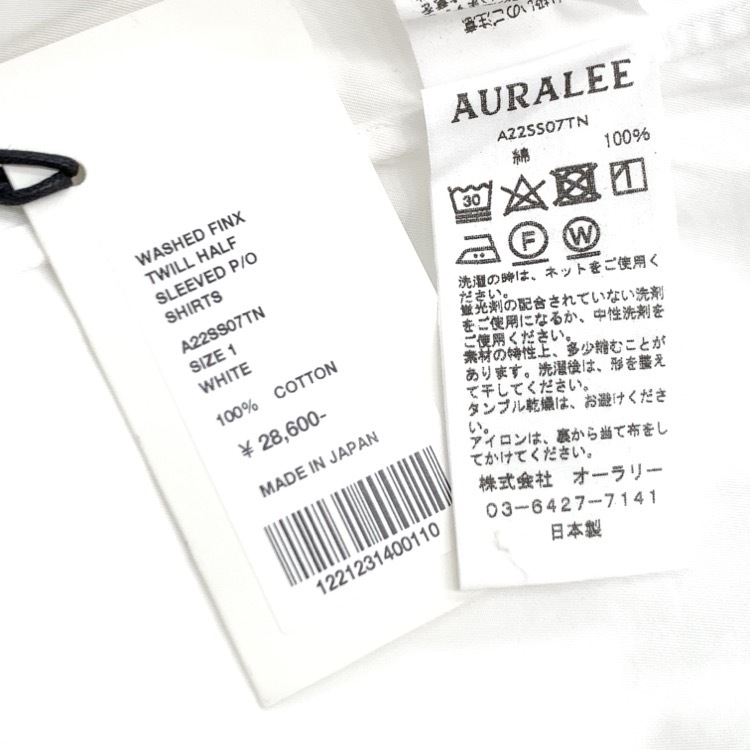 WASHED FINX
TWILL HALF
SLEEVED P/O
SHIRTS
A22SS07TN
SIZE 1
WHITE
100% COTTON
¥ 28,600-
MADE IN JAPAN
1221231400110
のご注意
AURALEE
A22SS07TN
綿 100%
30
F W
洗濯の時は、ネットをご使用く
ださい。
蛍光剤の配合されていない洗剤
をご使用になるか、中性洗剤を
ご使用ください。
素材の特性上、多少縮むことが
あります。洗濯後は、形を整え
て干してください。
タンブル乾燥は、お避けくださ
い。
アイロンは、裏から当て布をし
てかけてください。
株式会社 オーラリー
03-6427-7141
日本製